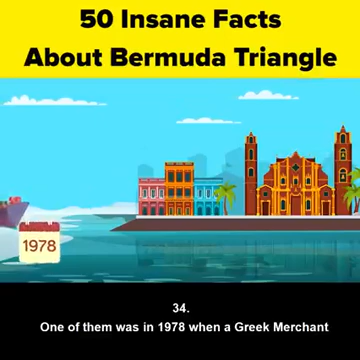 50 Insane Facts
About Bermuda Triangle
1978
34.
One of them was in 1978 when a Greek Merchant